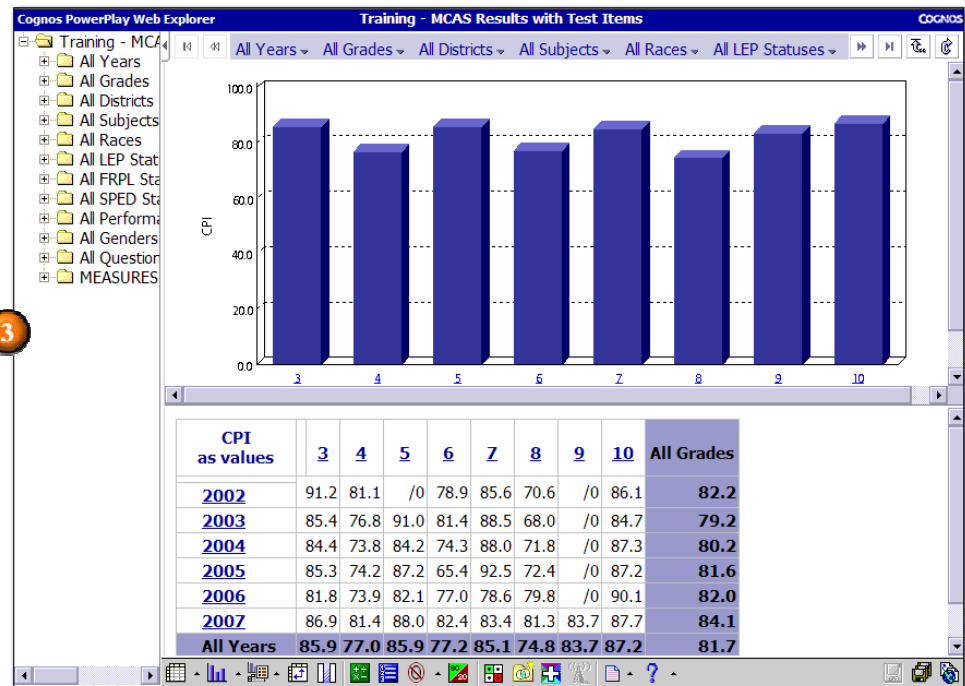 Cognos PowerPlay Web Explorer Training - MCAS Results with Test Items COGNOS
Training - MCA
All Years
All Grades
All Districts
All Subjects
All Races
All LEP Stat
All FRPL Sta
All SPED Sta
All Performa
All Genders
All Question
MEASURES
3
All Years All Grades All Districts All Subjects All Races All LEP Statuses
100.0
80.0
60.0
40.0
20.0
0.0
CPI
3 4 5 6 7 8 9 10
CPI as values 3 4 5 6 7 8 9 10 All Grades
2002 91.2 81.1 /0 78.9 85.6 70.6 /0 86.1 82.2
2003 85.4 76.8 91.0 81.4 88.5 68.0 /0 84.7 79.2
2004 84.4 73.8 84.2 74.3 88.0 71.8 /0 87.3 80.2
2005 85.3 74.2 87.2 65.4 92.5 72.4 /0 87.2 81.6
2006 81.8 73.9 82.1 77.0 78.6 79.8 /0 90.1 82.0
2007 86.9 81.4 88.0 82.4 83.4 81.3 83.7 87.7 84.1
All Years 85.9 77.0 85.9 77.2 85.1 74.8 83.7 87.2 81.7